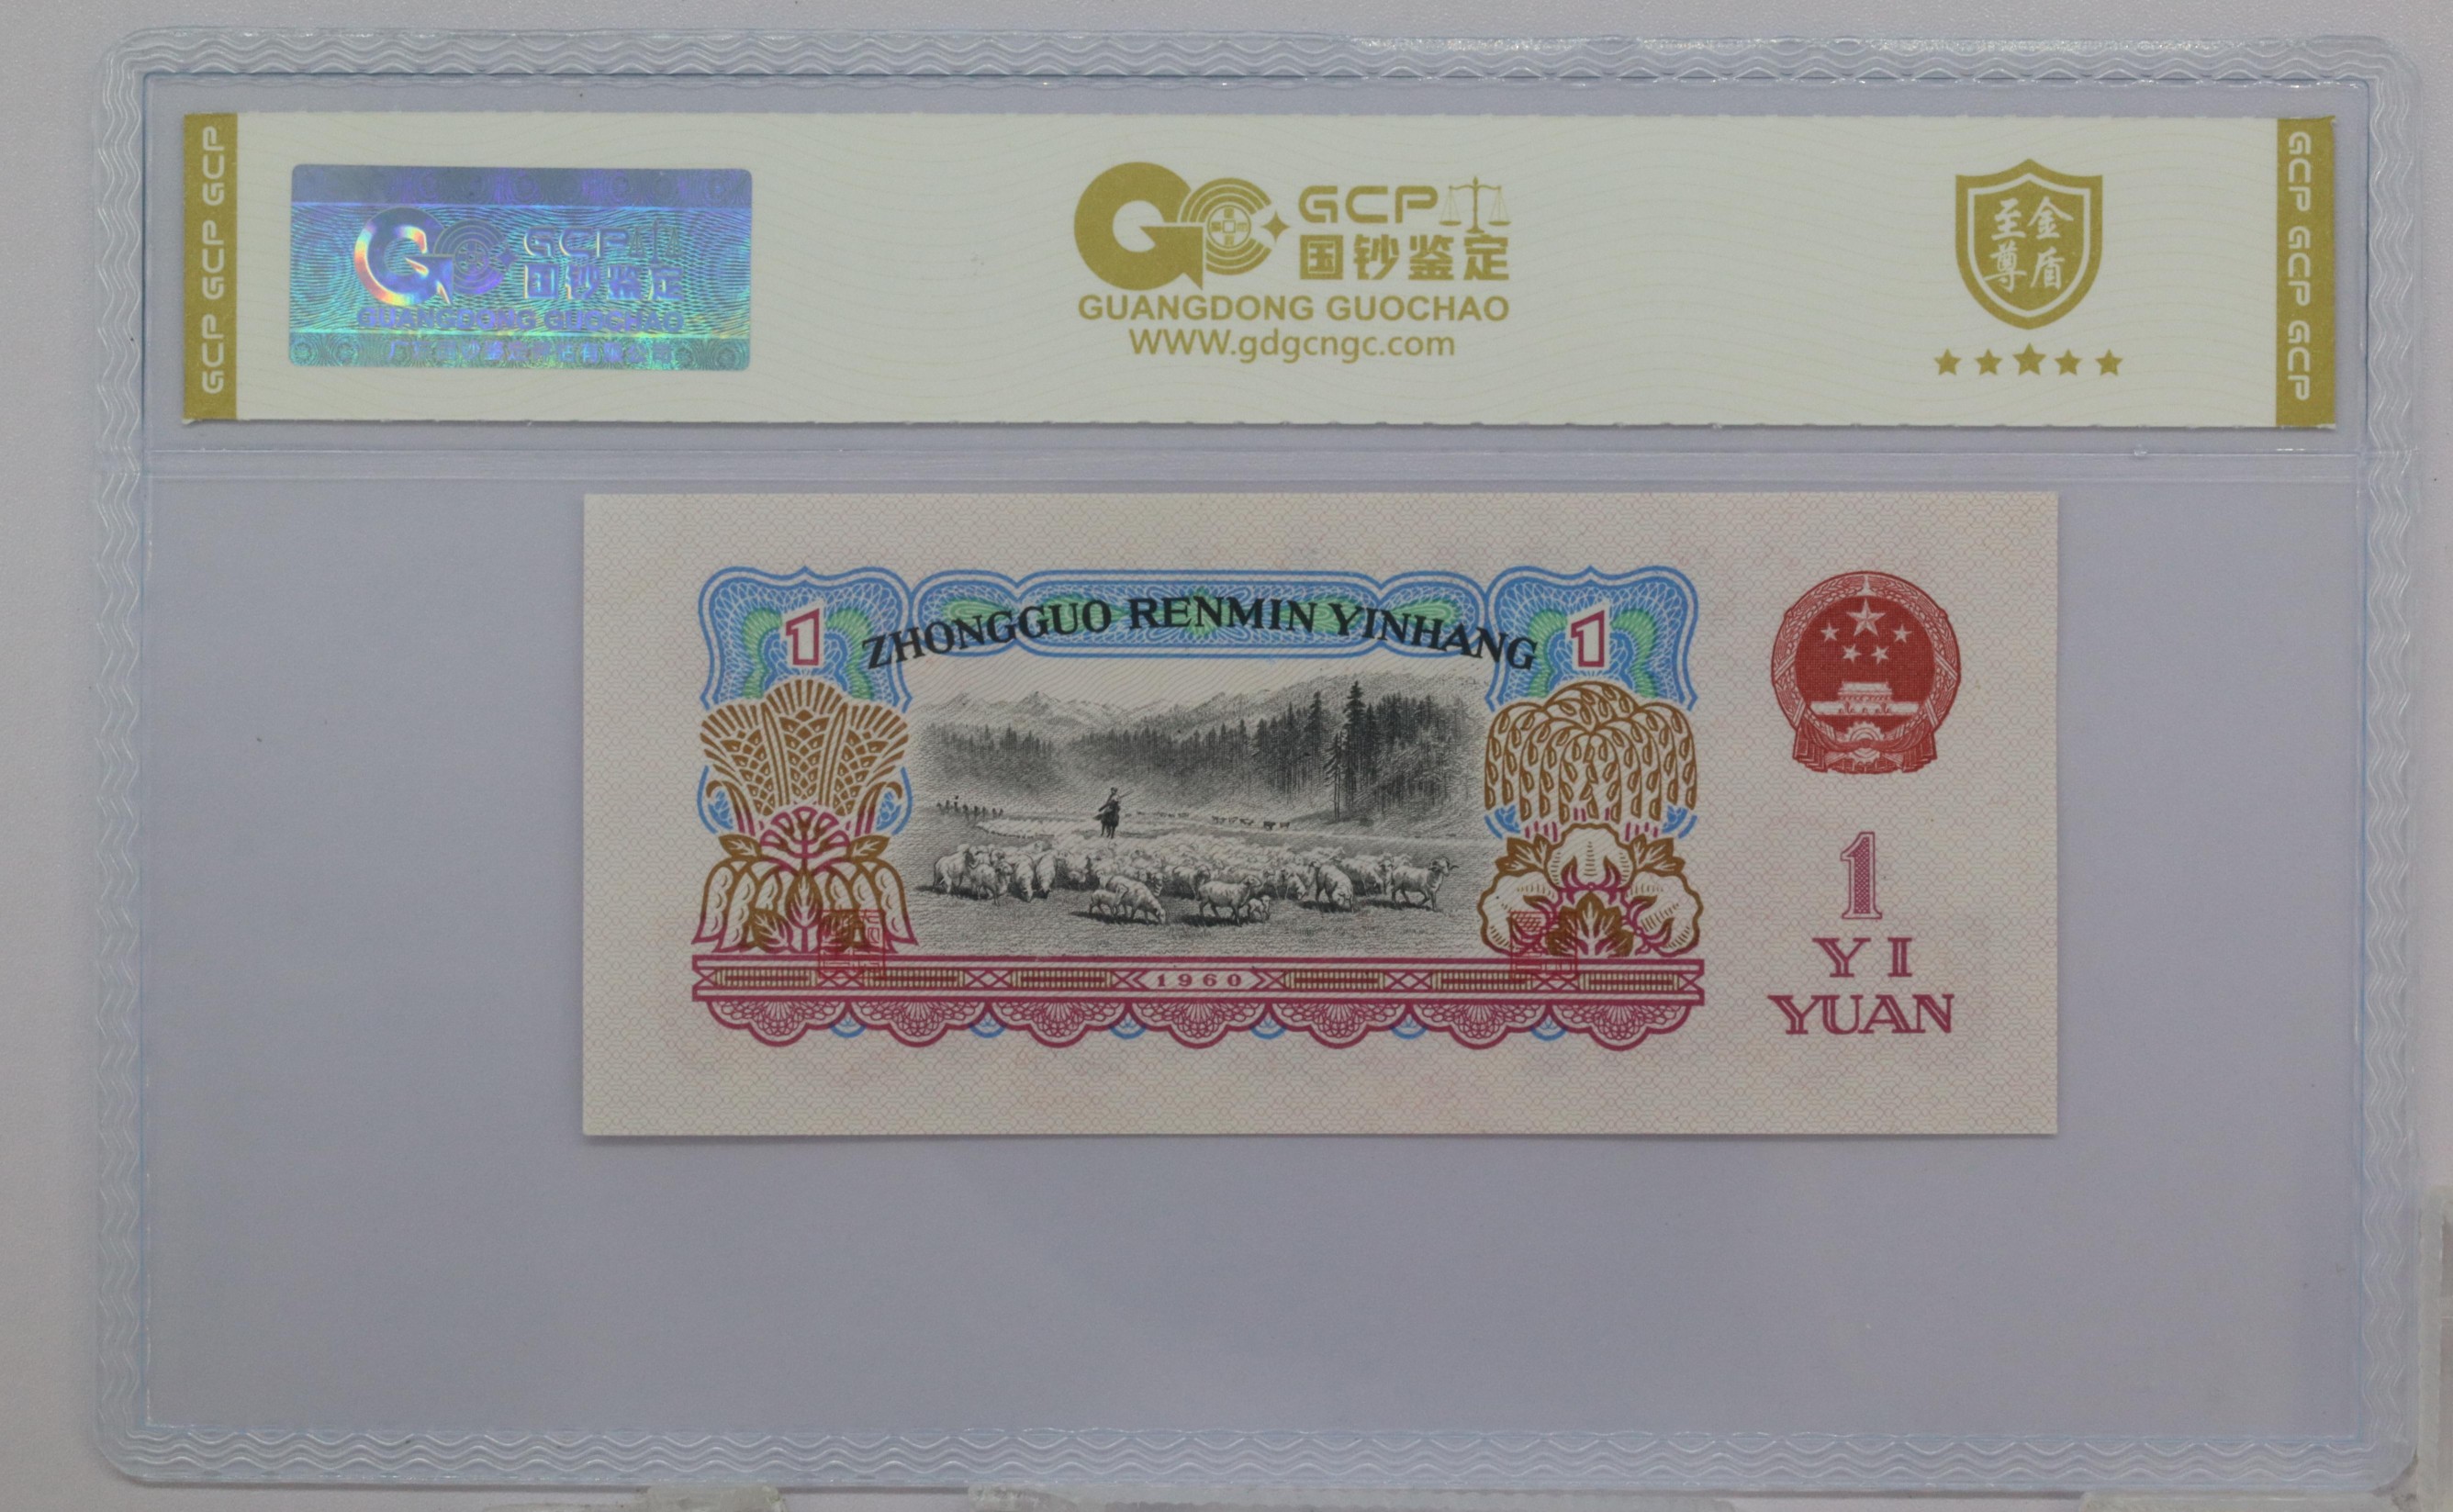 GCP GCP GCP
GCP
国钞鉴定
GUANGDONG GUOCHAO
GCP
国钞鉴定
GUANGDONG GUOCHAO
WWW.gdgcngc.com
至金
尊盾
GCP GCP GCP
1
ZHONGGUO RENMIN YINHANG
1
1960
1
YI
YUAN